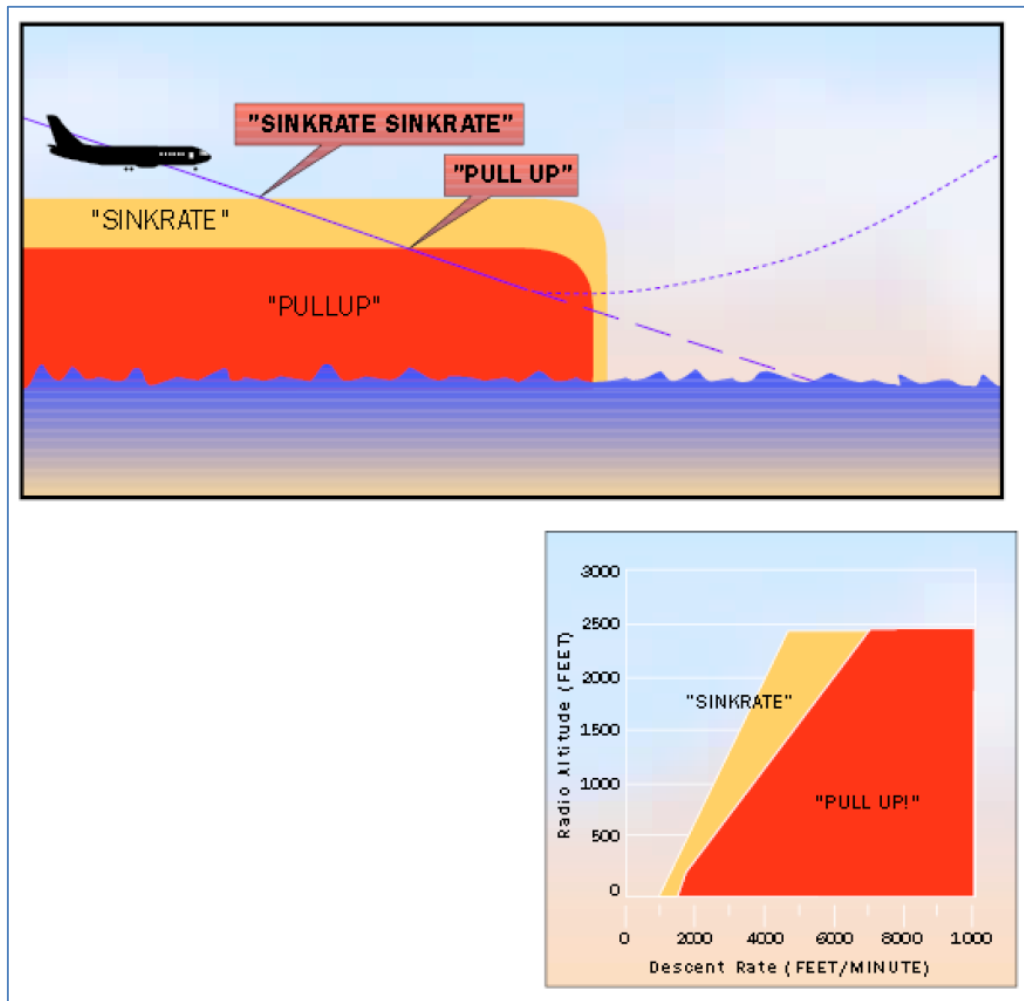 "SINKRATE SINKRATE"
"PULL UP"
"SINKRATE"
"PULLUP"
3000
2500
2000
1500
1000
500
0
Radio Altitude (FEET)
"SINKRATE"
"PULL UP!"
0 2000 4000 6000 8000 1000
Descent Rate (FEET/MINUTE)